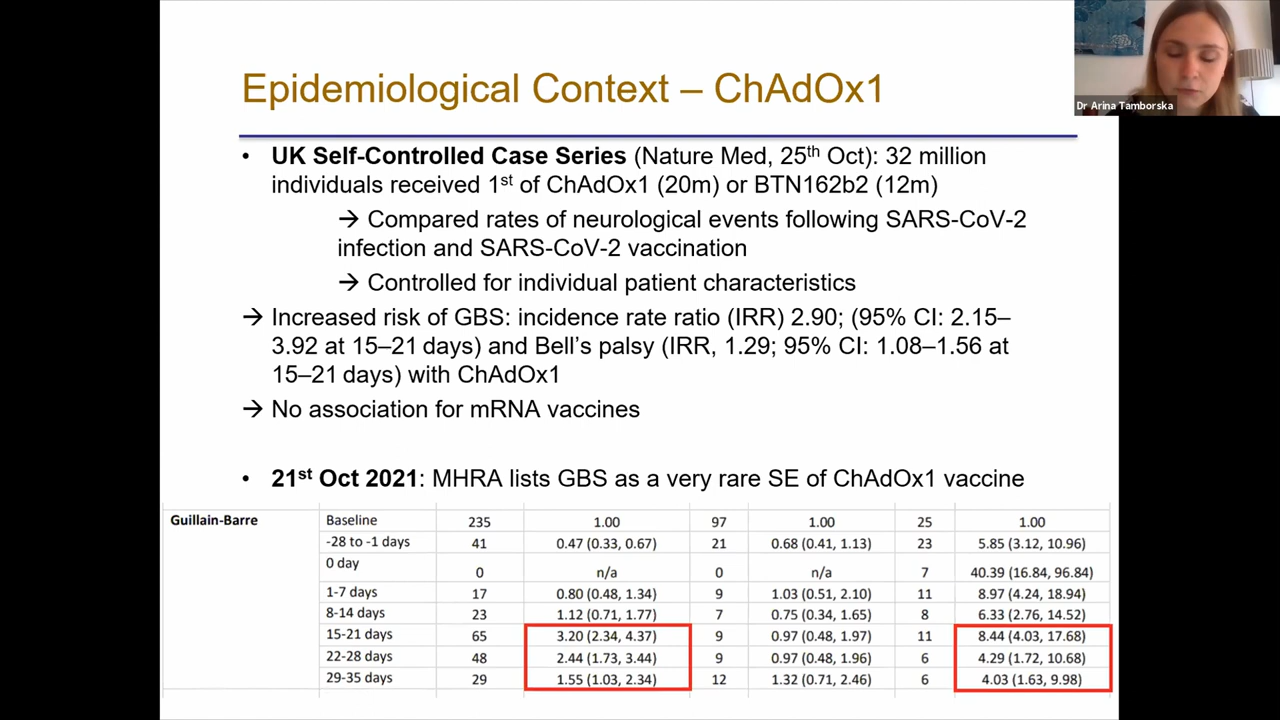 Epidemiological Context – ChAdOx1
Dr Arina Tamborska
• UK Self-Controlled Case Series (Nature Med, 25th Oct): 32 million
individuals received 1st of ChAdOx1 (20m) or BTN162b2 (12m)
→ Compared rates of neurological events following SARS-CoV-2
infection and SARS-CoV-2 vaccination
→ Controlled for individual patient characteristics
→ Increased risk of GBS: incidence rate ratio (IRR) 2.90; (95% CI: 2.15–
3.92 at 15–21 days) and Bell’s palsy (IRR, 1.29; 95% CI: 1.08–1.56 at
15–21 days) with ChAdOx1
→ No association for mRNA vaccines
• 21st Oct 2021: MHRA lists GBS as a very rare SE of ChAdOx1 vaccine
Guillain-Barre Baseline 235 1.00 97 1.00 25 1.00
-28 to -1 days 41 0.47 (0.33, 0.67) 21 0.68 (0.41, 1.13) 23 5.85 (3.12, 10.96)
0 day 0 n/a 0 n/a 7 40.39 (16.84, 96.84)
1-7 days 17 0.80 (0.48, 1.34) 9 1.03 (0.51, 2.10) 11 8.97 (4.24, 18.94)
8-14 days 23 1.12 (0.71, 1.77) 7 0.75 (0.34, 1.65) 8 6.33 (2.76, 14.52)
15-21 days 65 3.20 (2.34, 4.37) 9 0.97 (0.48, 1.97) 11 8.44 (4.03, 17.68)
22-28 days 48 2.44 (1.73, 3.44) 9 0.97 (0.48, 1.96) 6 4.29 (1.72, 10.68)
29-35 days 29 1.55 (1.03, 2.34) 12 1.32 (0.71, 2.46) 6 4.03 (1.63, 9.98)